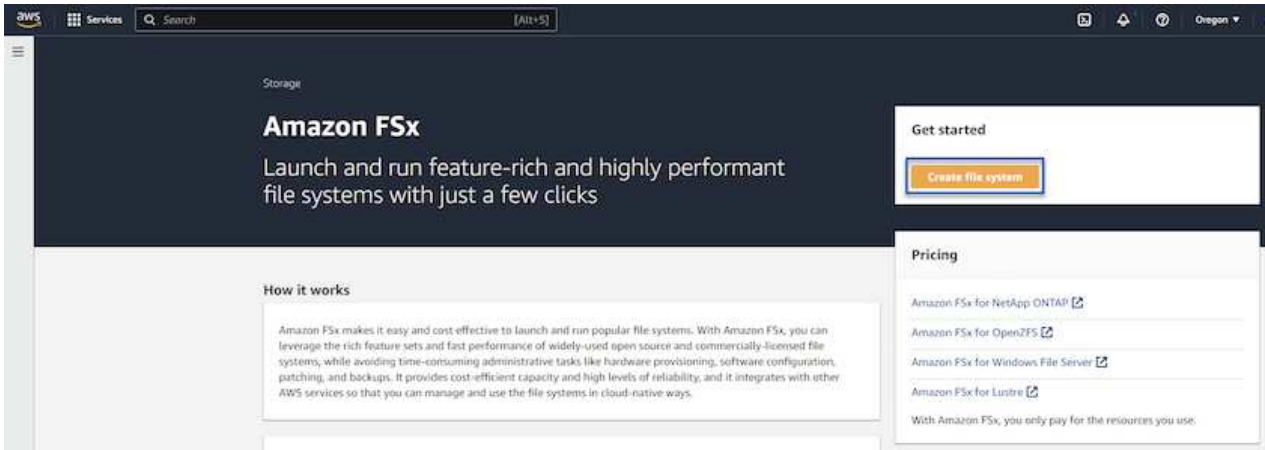 aws Services Search [Alt+S] Oregon
Storage
Amazon FSx
Launch and run feature-rich and highly performant
file systems with just a few clicks
Get started
Create file system
Pricing
Amazon FSx for NetApp ONTAP
Amazon FSx for OpenZFS
Amazon FSx for Windows File Server
Amazon FSx for Lustre
With Amazon FSx, you only pay for the resources you use.
How it works
Amazon FSx makes it easy and cost effective to launch and run popular file systems. With Amazon FSx, you can
leverage the rich feature sets and fast performance of widely-used open source and commercially-licensed file
systems, while avoiding time-consuming administrative tasks like hardware provisioning, software configuration,
patching, and backups. It provides cost-efficient capacity and high levels of reliability, and it integrates with other
AWS services so that you can manage and use the file systems in cloud-native ways.